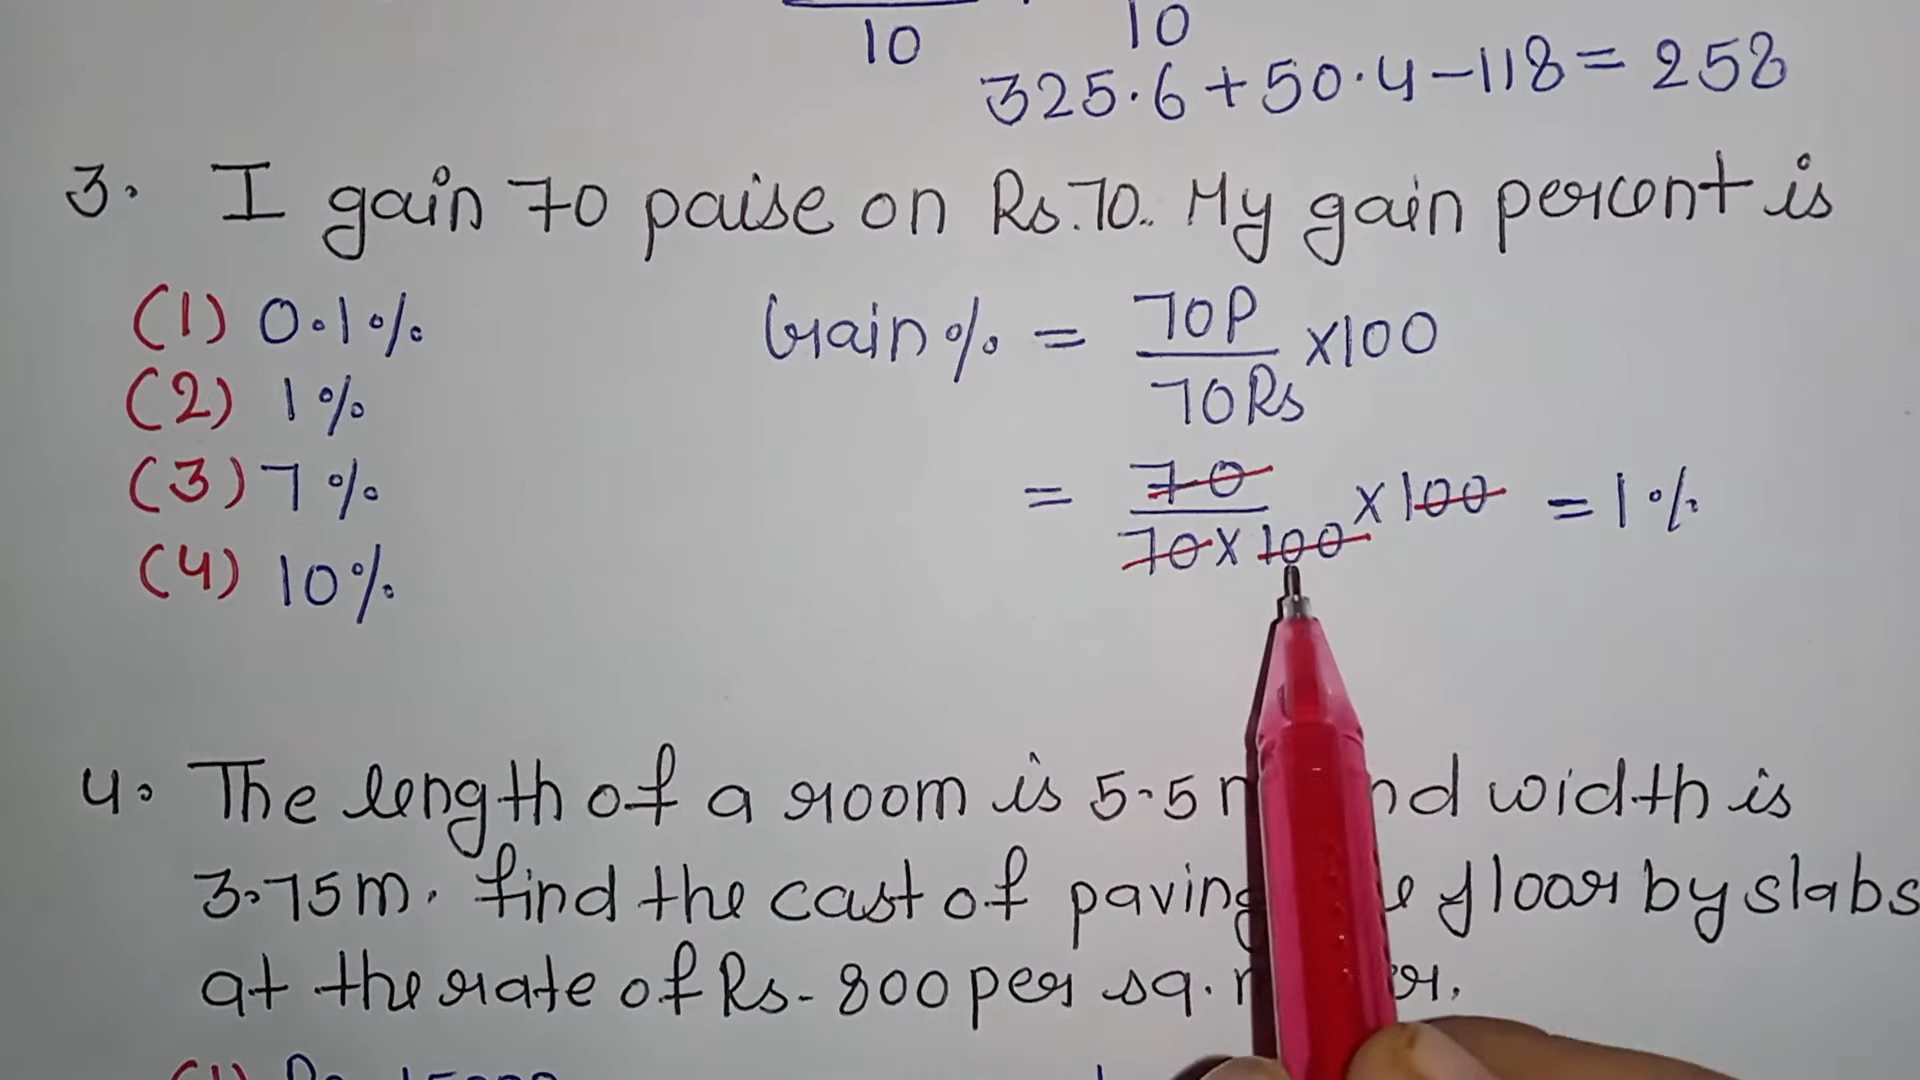 10 10
325.6+50.4-118=258
3. I gain 70 paise on Rs.70. My gain percent is
(1) 0.1%
Gain% = 70P/70Rs ×100
(2) 1%
(3) 7%
= 70/70×100 ×100 = 1%
(4) 10%
4. The length of a room is 5.5 nd width is
3.75m. find the cast of paving floor by slabs
at the rate of Rs- 800 per sq.